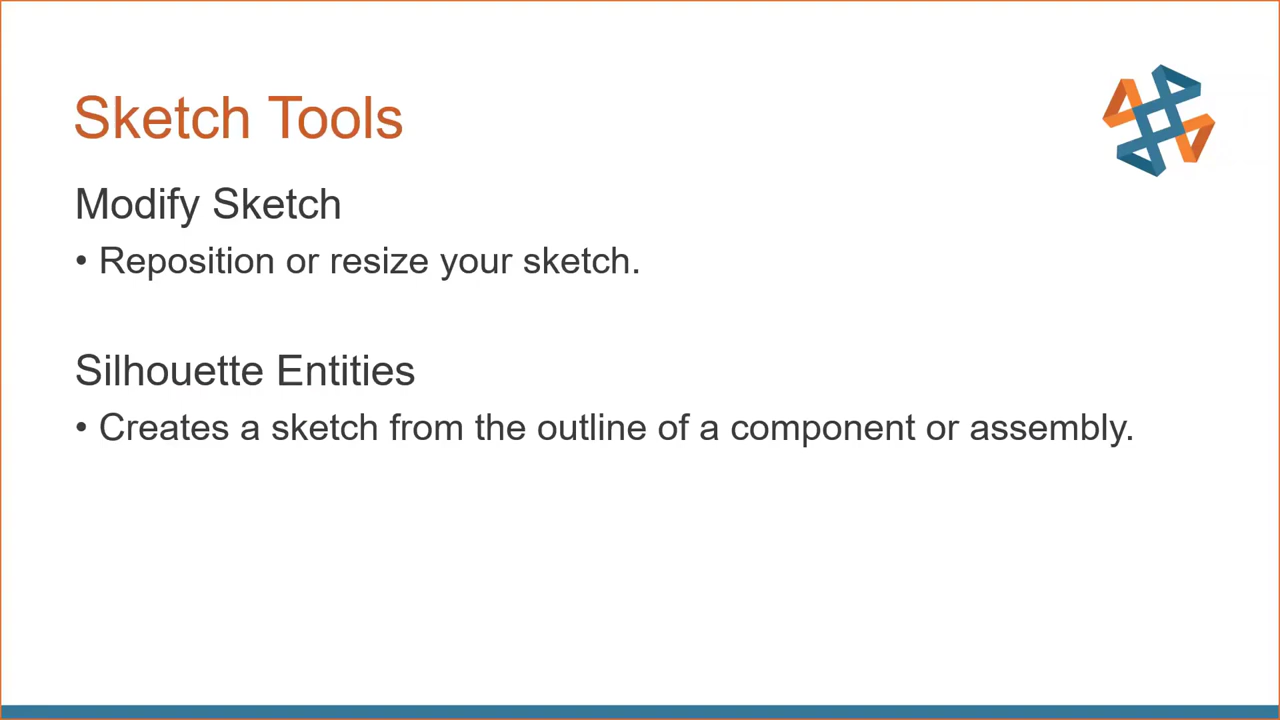 Sketch Tools
Modify Sketch
• Reposition or resize your sketch.
Silhouette Entities
• Creates a sketch from the outline of a component or assembly.